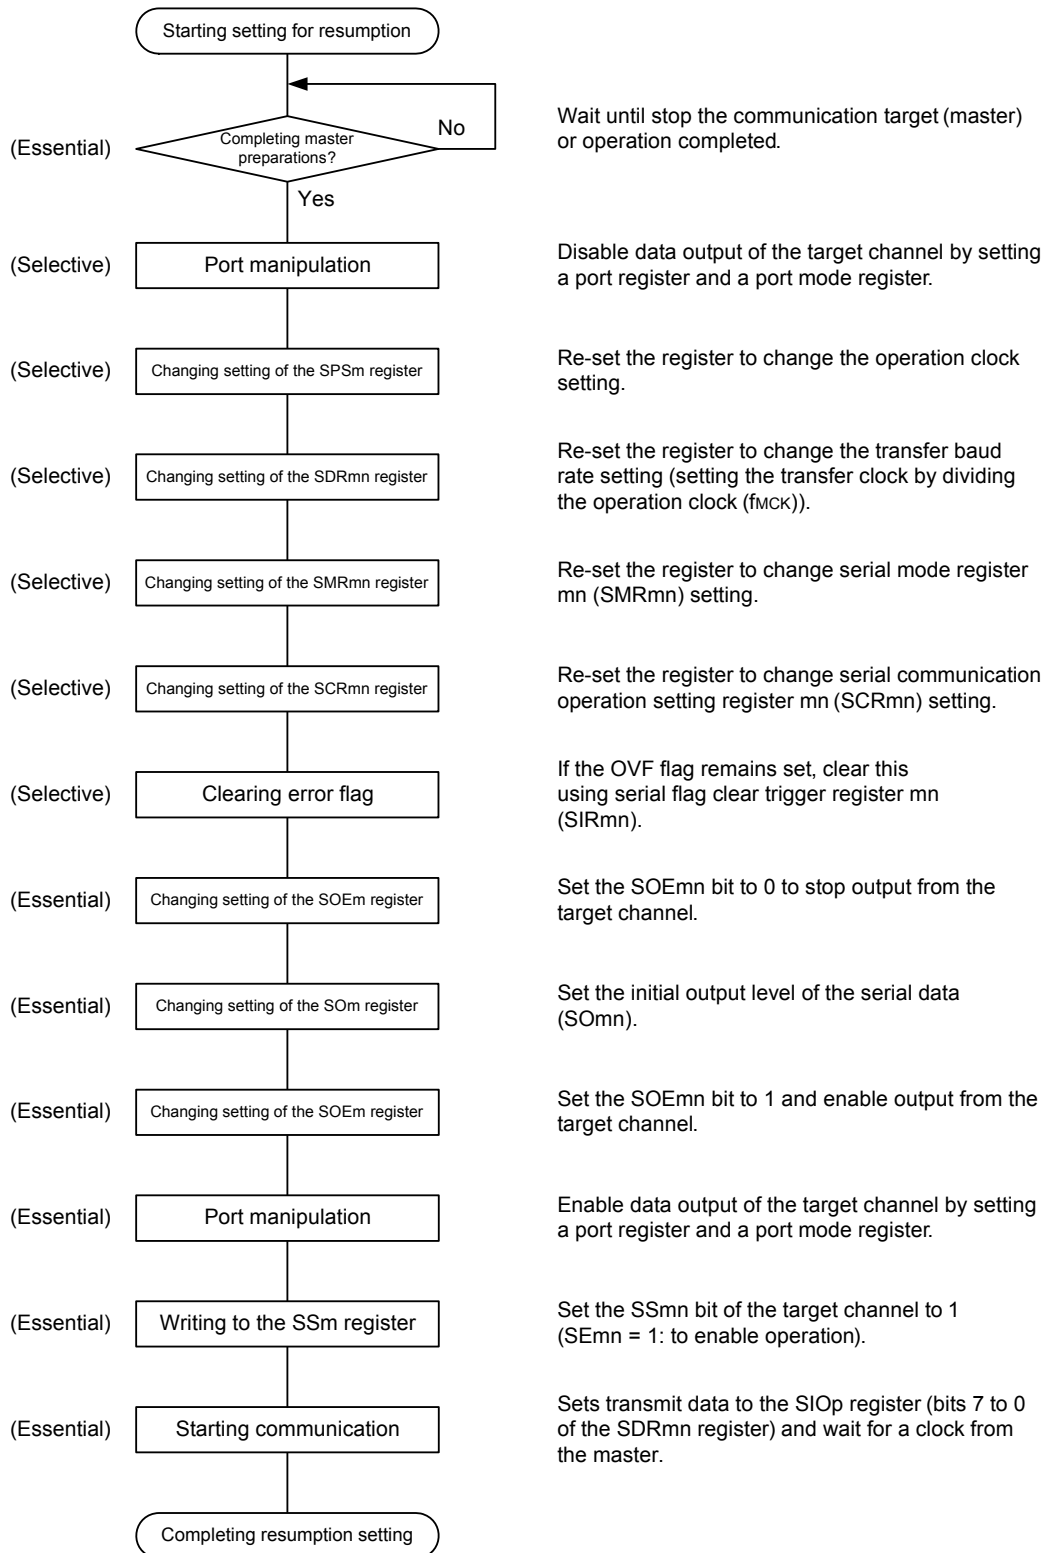 Starting setting for resumption
(Essential)
Completing master
preparations?
No
Yes
Wait until stop the communication target (master)
or operation completed.
(Selective)
Port manipulation
Disable data output of the target channel by setting
a port register and a port mode register.
(Selective)
Changing setting of the SPSm register
Re-set the register to change the operation clock
setting.
(Selective)
Changing setting of the SDRmn register
Re-set the register to change the transfer baud
rate setting (setting the transfer clock by dividing
the operation clock (fMCK)).
(Selective)
Changing setting of the SMRmn register
Re-set the register to change serial mode register
mn (SMRmn) setting.
(Selective)
Changing setting of the SCRmn register
Re-set the register to change serial communication
operation setting register mn (SCRmn) setting.
(Selective)
Clearing error flag
If the OVF flag remains set, clear this
using serial flag clear trigger register mn
(SIRmn).
(Essential)
Changing setting of the SOEm register
Set the SOEmn bit to 0 to stop output from the
target channel.
(Essential)
Changing setting of the SOm register
Set the initial output level of the serial data
(SOmn).
(Essential)
Changing setting of the SOEm register
Set the SOEmn bit to 1 and enable output from the
target channel.
(Essential)
Port manipulation
Enable data output of the target channel by setting
a port register and a port mode register.
(Essential)
Writing to the SSm register
Set the SSmn bit of the target channel to 1
(SEmn = 1: to enable operation).
(Essential)
Starting communication
Sets transmit data to the SIOp register (bits 7 to 0
of the SDRmn register) and wait for a clock from
the master.
Completing resumption setting